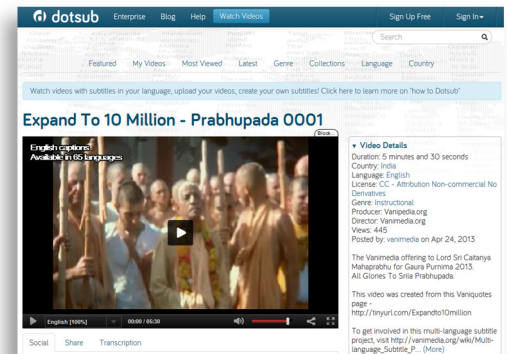 dotsub Enterprise Blog Help Watch Videos Sign Up Free Sign In
Search
Featured My Videos Most Viewed Latest Genre Collections Language Country
Watch videos with subtitles in your language, upload your videos, create your own subtitles! Click here to learn more on "how to Dotsub"
Expand To 10 Million - Prabhupada 0001
Block...
English captions
Available in 65 languages
English [100%] 00:00 / 05:30
Social Share Transcription
Video Details
Duration: 5 minutes and 30 seconds
Country: India
Language: English
License: CC - Attribution Non-commercial No
Derivatives
Genre: Instructional
Producer: Vanipedia.org
Director: Vanimedia.org
Views: 445
Posted by: vanimedia on Apr 24, 2013
The Vanimedia offering to Lord Sri Caitanya
Mahaprabhu for Gaura Purnima 2013.
All Glories To Srila Prabhupada.
This video was created from this Vaniquotes
page -
http://tinyurl.com/Expandto10million
To get involved in this multi-language subtitle
project, visit http://vanimedia.org/wiki/Multi-
language_Subtitle_P... (More)